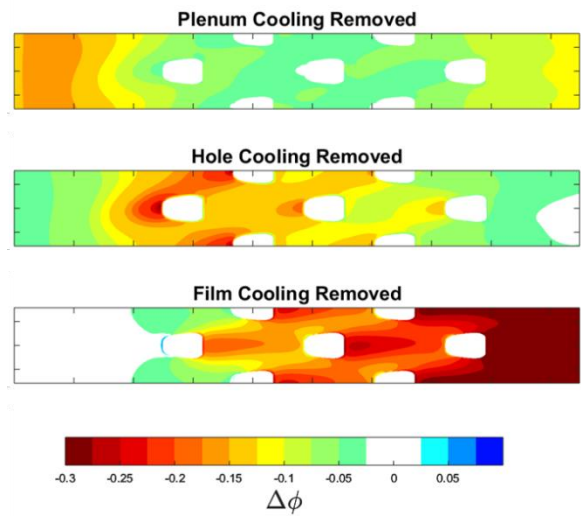 Plenum Cooling Removed
Hole Cooling Removed
Film Cooling Removed
-0.3 -0.25 -0.2 -0.15 -0.1 -0.05 0 0.05
Δϕ